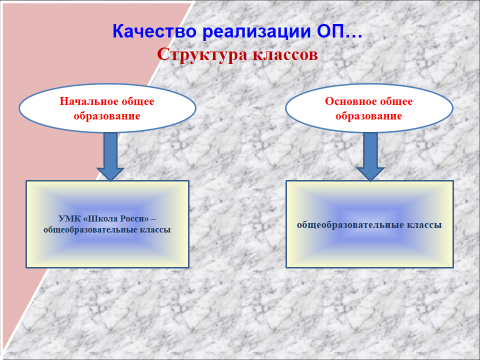 Качество реализации ОП…
Структура классов
Начальное общее
образование
Основное общее
образование
УМК «Школа Росси» –
общеобразовательные классы
общеобразовательные классы